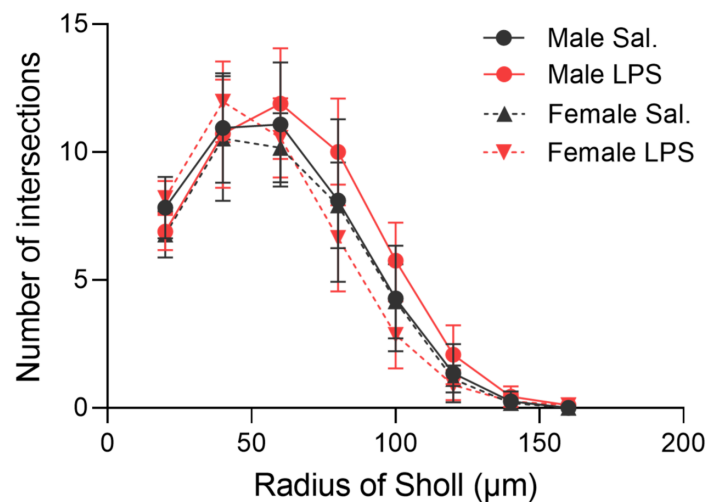 15
10
5
0
0
50
100
150
200
Number of intersections
Radius of Sholl (μm)
Male Sal.
Male LPS
Female Sal.
Female LPS